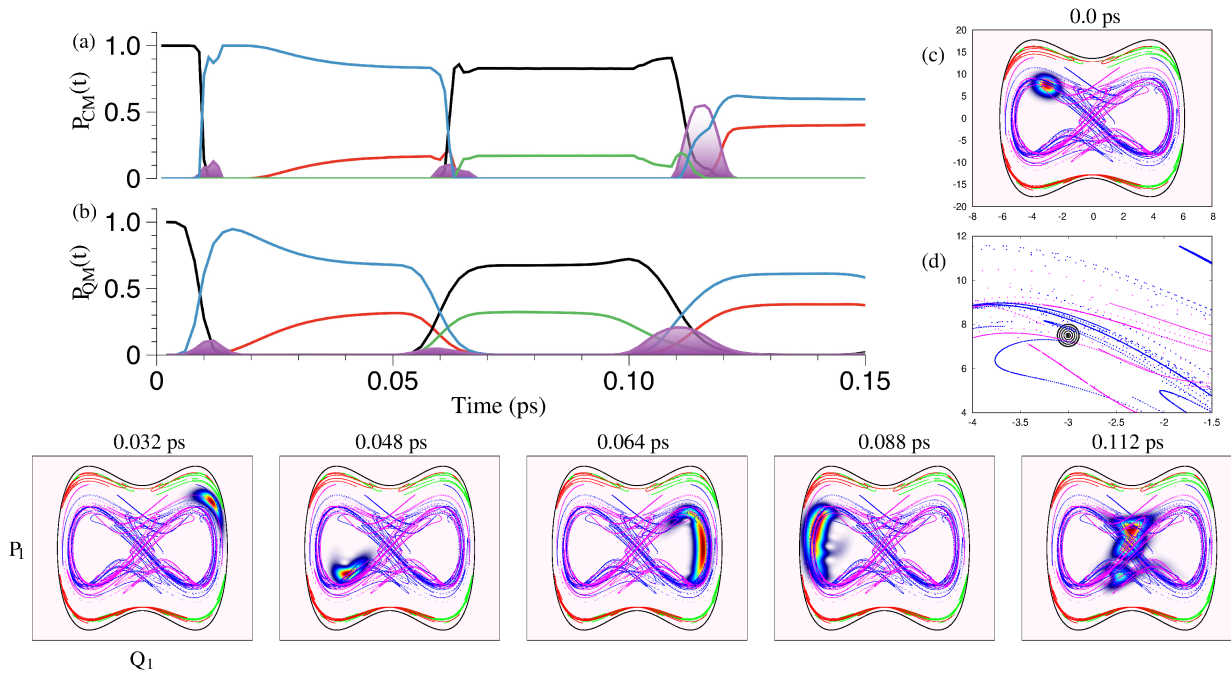 (a)
1.0
0.5
0
P_CM(t)
(b)
1.0
0.5
0
P_QM(t)
0 0.05 0.10 0.15
Time (ps)
0.0 ps
(c)
20
15
10
5
0
-5
-10
-15
-20
-8 -6 -4 -2 0 2 4 6 8
(d)
12
10
8
6
4
-4 -3.5 -3 -2.5 -2 -1.5
0.032 ps 0.048 ps 0.064 ps 0.088 ps 0.112 ps
P1
Q1